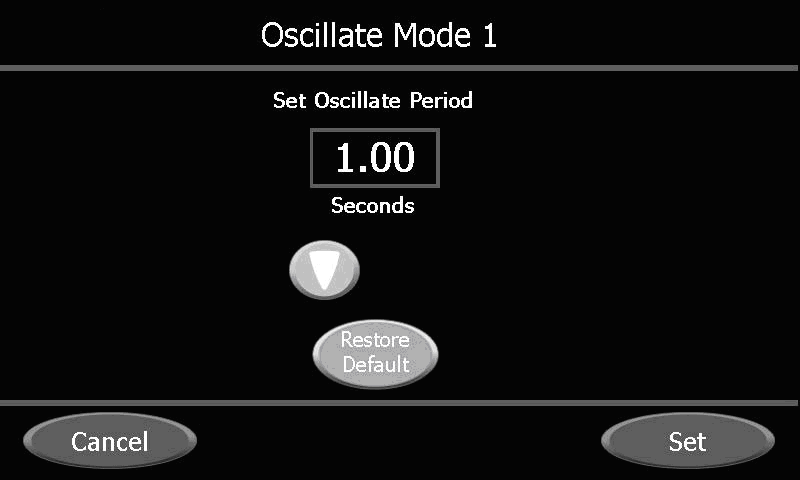 Oscillate Mode 1
Set Oscillate Period
1.00
Seconds
Restore
Default
Cancel
Set